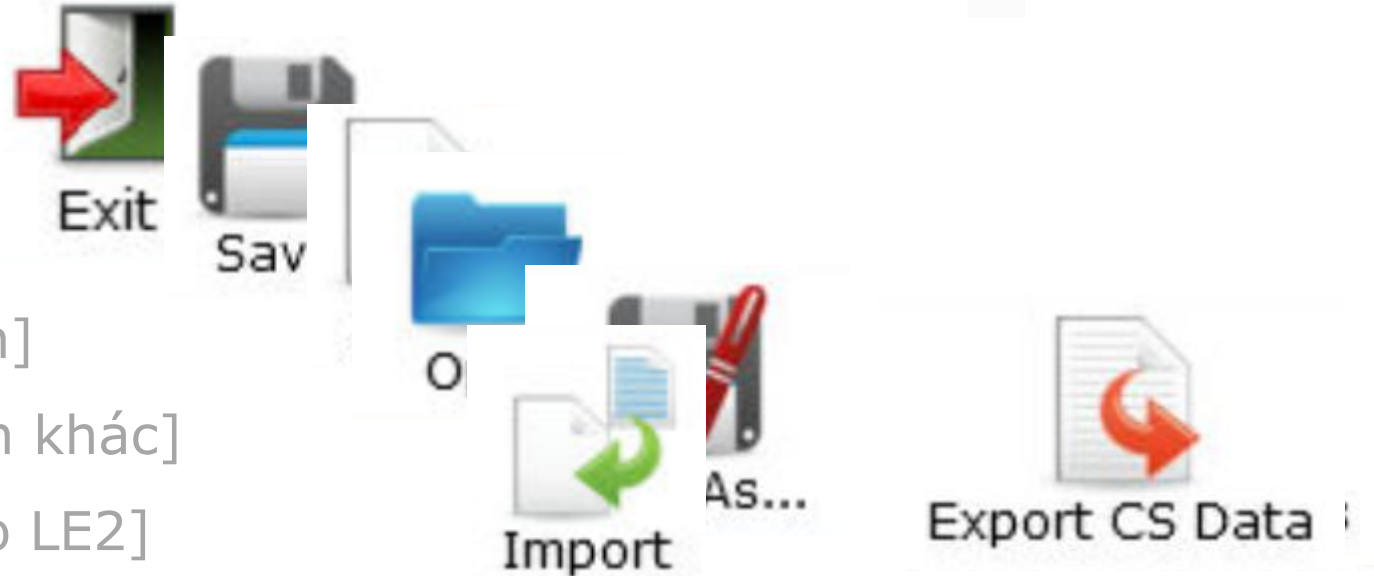 Exit
Sav
O
As...
Import
Export CS Data
]
khác]
LE2]